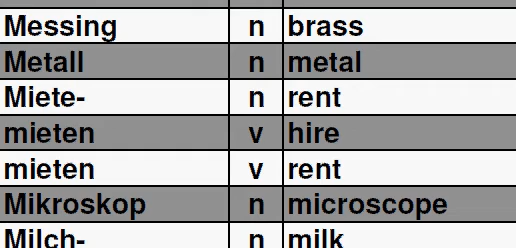 Messing n brass
Metall n metal
Miete- n rent
mieten v hire
mieten v rent
Mikroskop n microscope
Milch- n milk